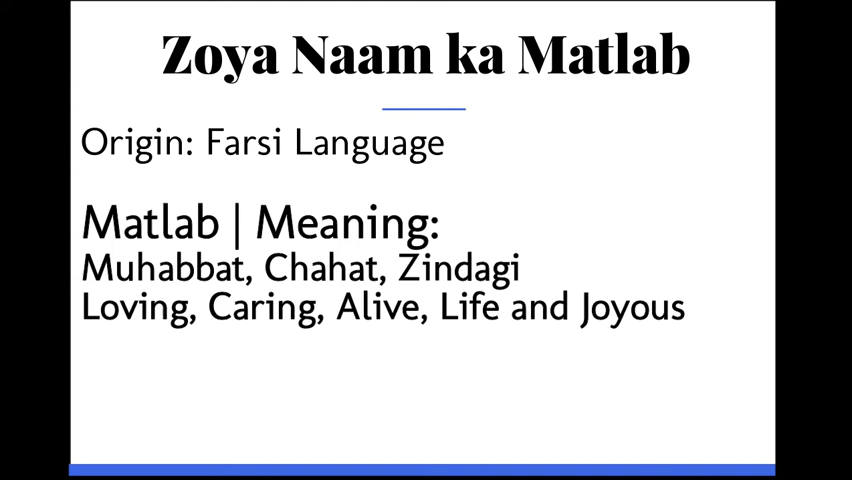 Zoya Naam ka Matlab
Origin: Farsi Language
Matlab | Meaning:
Muhabbat, Chahat, Zindagi
Loving, Caring, Alive, Life and Joyous